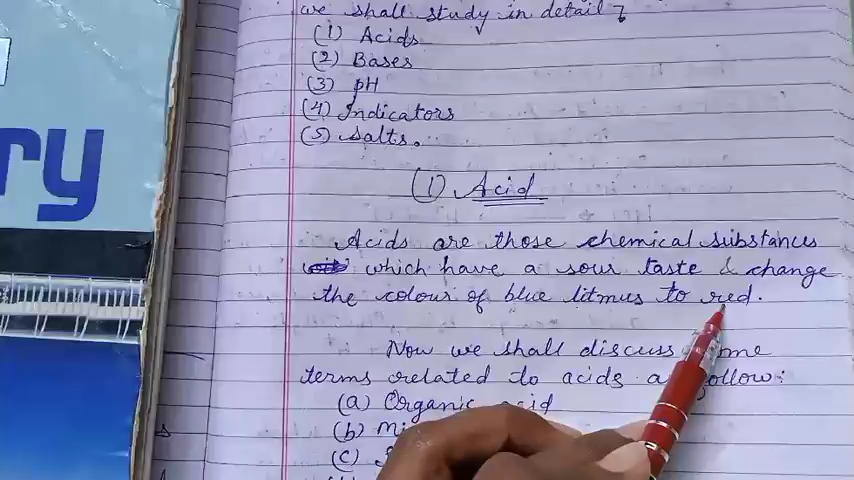 we shall study in detail
(1) Acids
(2) Bases
(3) pH
(4) Indicators
(5) Salts.
ry
(1) Acid
Acids are those chemical substances
which have a sour taste & change
the colour of blue litmus to red.
Now we shall discuss
terms related to acids
(a) Organic acid
(b)
(c)